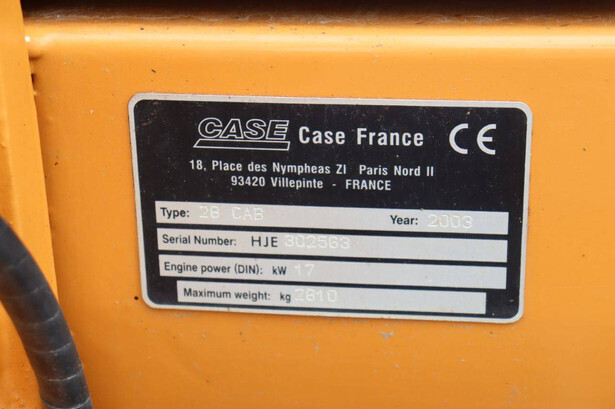 CASE Case France CE
18, Place des Nympheas ZI Paris Nord II
93420 Villepinte - FRANCE
Type: 28 CAB Year: 2003
Serial Number: HJE 302563
Engine power (DIN): kW 17
Maximum weight: kg 2810